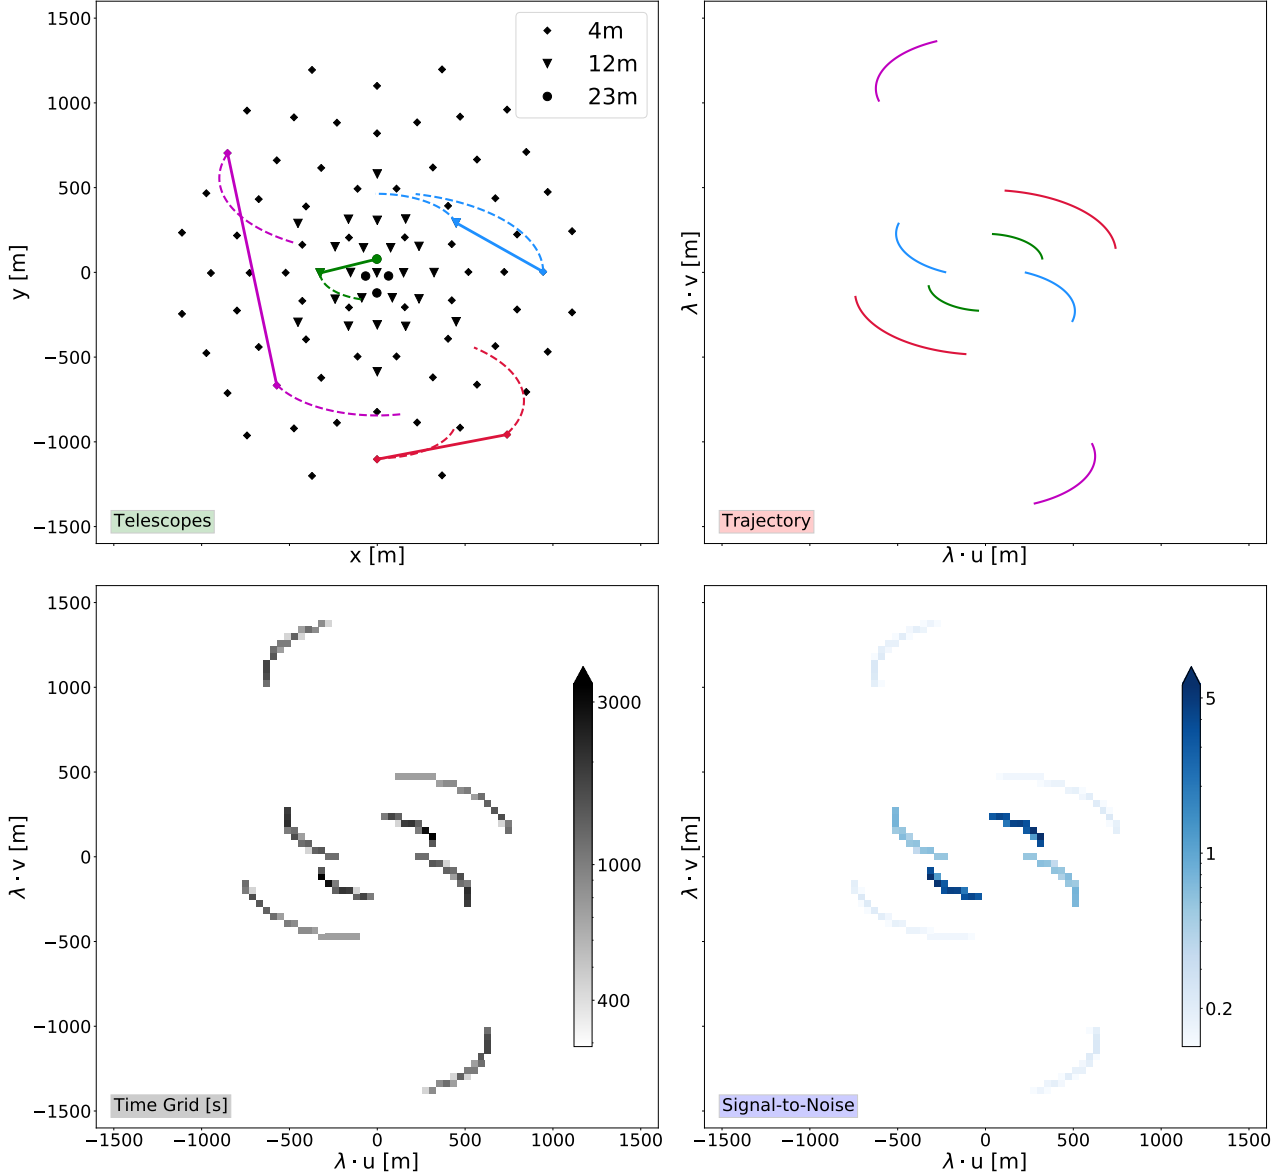 1500
1000
500
0
−500
−1000
−1500
y [m]
x [m]
4m
12m
23m
Telescopes
λ · v [m]
λ · u [m]
Trajectory
1500
1000
500
0
−500
−1000
−1500
λ · v [m]
−1500 −1000 −500 0 500 1000 1500
λ · u [m]
3000
1000
400
Time Grid [s]
λ · v [m]
−1500 −1000 −500 0 500 1000 1500
λ · u [m]
5
1
0.2
Signal-to-Noise